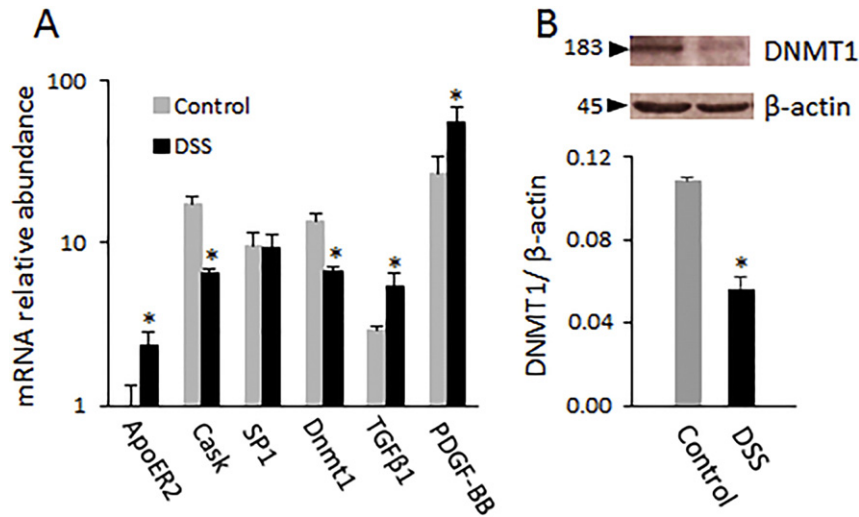 A
mRNA relative abundance
100
10
1
Control
DSS
*
*
*
*
*
ApoER2
Cask
SP1
Dnmt1
TGFβ1
PDGF-BB
B
183 DNMT1
45 β-actin
DNMT1/ β-actin
0.12
0.08
0.04
0.00
*
Control
DSS